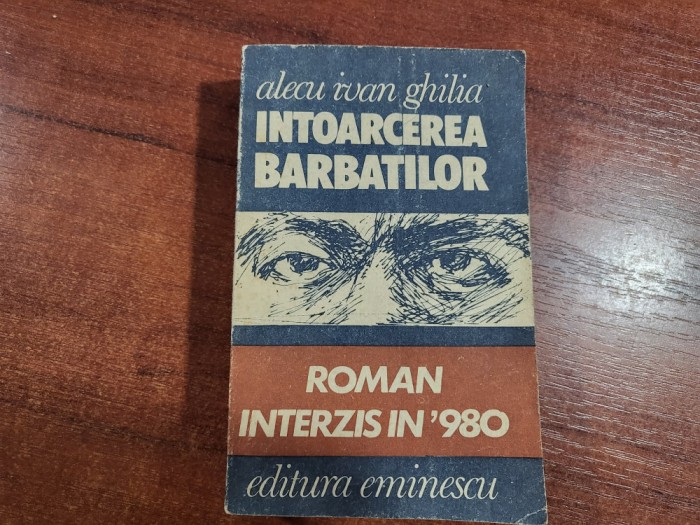 alecu ivan ghilia
INTOARCEREA
BARBATILOR
ROMAN
INTERZIS IN '980
editura eminescu